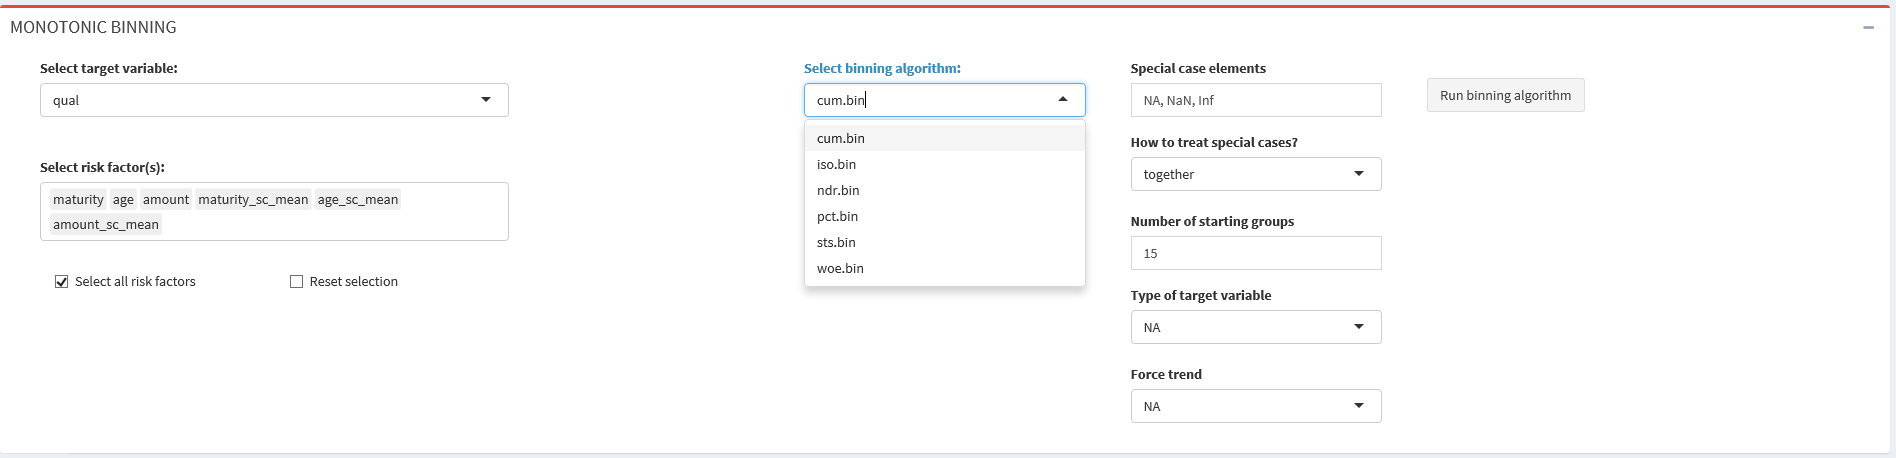 MONOTONIC BINNING
Select target variable:
qual
Select risk factor(s):
maturity age amount maturity_sc_mean age_sc_mean
amount_sc_mean
Select all risk factors
Reset selection
Select binning algorithm:
cum.bin
cum.bin
iso.bin
ndr.bin
pct.bin
sts.bin
woe.bin
Special case elements
NA, NaN, Inf
How to treat special cases?
together
Number of starting groups
15
Type of target variable
NA
Force trend
NA
Run binning algorithm